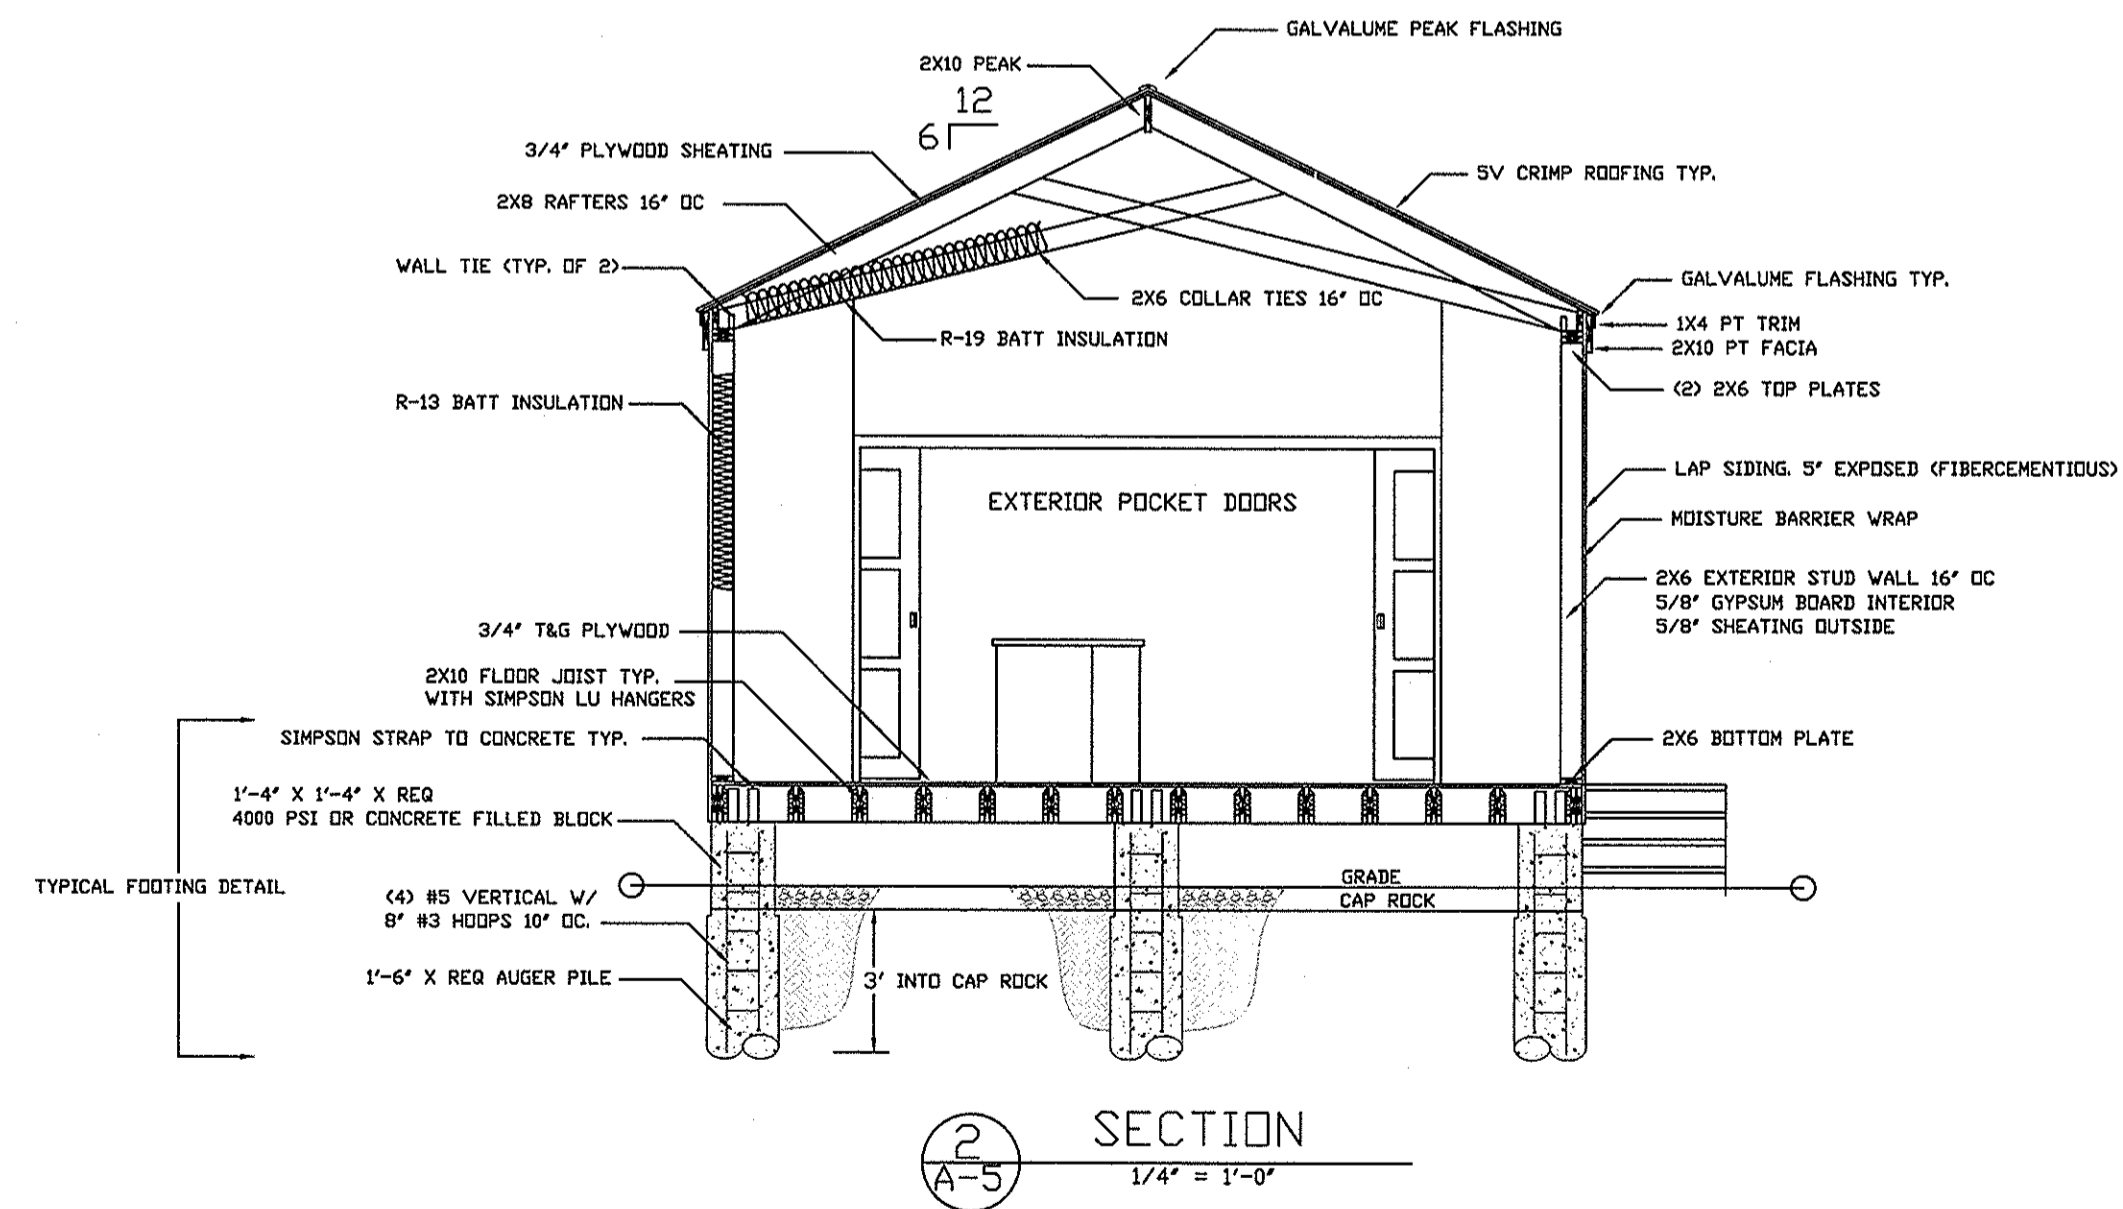 GALVALUME PEAK FLASHING
2X10 PEAK
12
6
3/4" PLYWOOD SHEATING
5V CRIMP ROOFING TYP.
2X8 RAFTERS 16" OC
WALL TIE (TYP. OF 2)
GALVALUME FLASHING TYP.
2X6 COLLAR TIES 16" OC
1X4 PT TRIM
R-19 BATT INSULATION
2X10 PT FACIA
(2) 2X6 TOP PLATES
R-13 BATT INSULATION
LAP SIDING. 5" EXPOSED (FIBERCEMENTIOUS)
EXTERIOR POCKET DOORS
MOISTURE BARRIER WRAP
2X6 EXTERIOR STUD WALL 16" OC
5/8" GYPSUM BOARD INTERIOR
5/8" SHEATING OUTSIDE
3/4" T&G PLYWOOD
2X10 FLOOR JOIST TYP.
WITH SIMPSON LU HANGERS
SIMPSON STRAP TO CONCRETE TYP.
2X6 BOTTOM PLATE
1'-4" X 1'-4" X REQ
4000 PSI OR CONCRETE FILLED BLOCK
TYPICAL FOOTING DETAIL
GRADE
CAP ROCK
(4) #5 VERTICAL W/
8" #3 HOOPS 10" OC.
1'-6" X REQ AUGER PILE
3' INTO CAP ROCK
2
A-5
SECTION
1/4" = 1'-0"